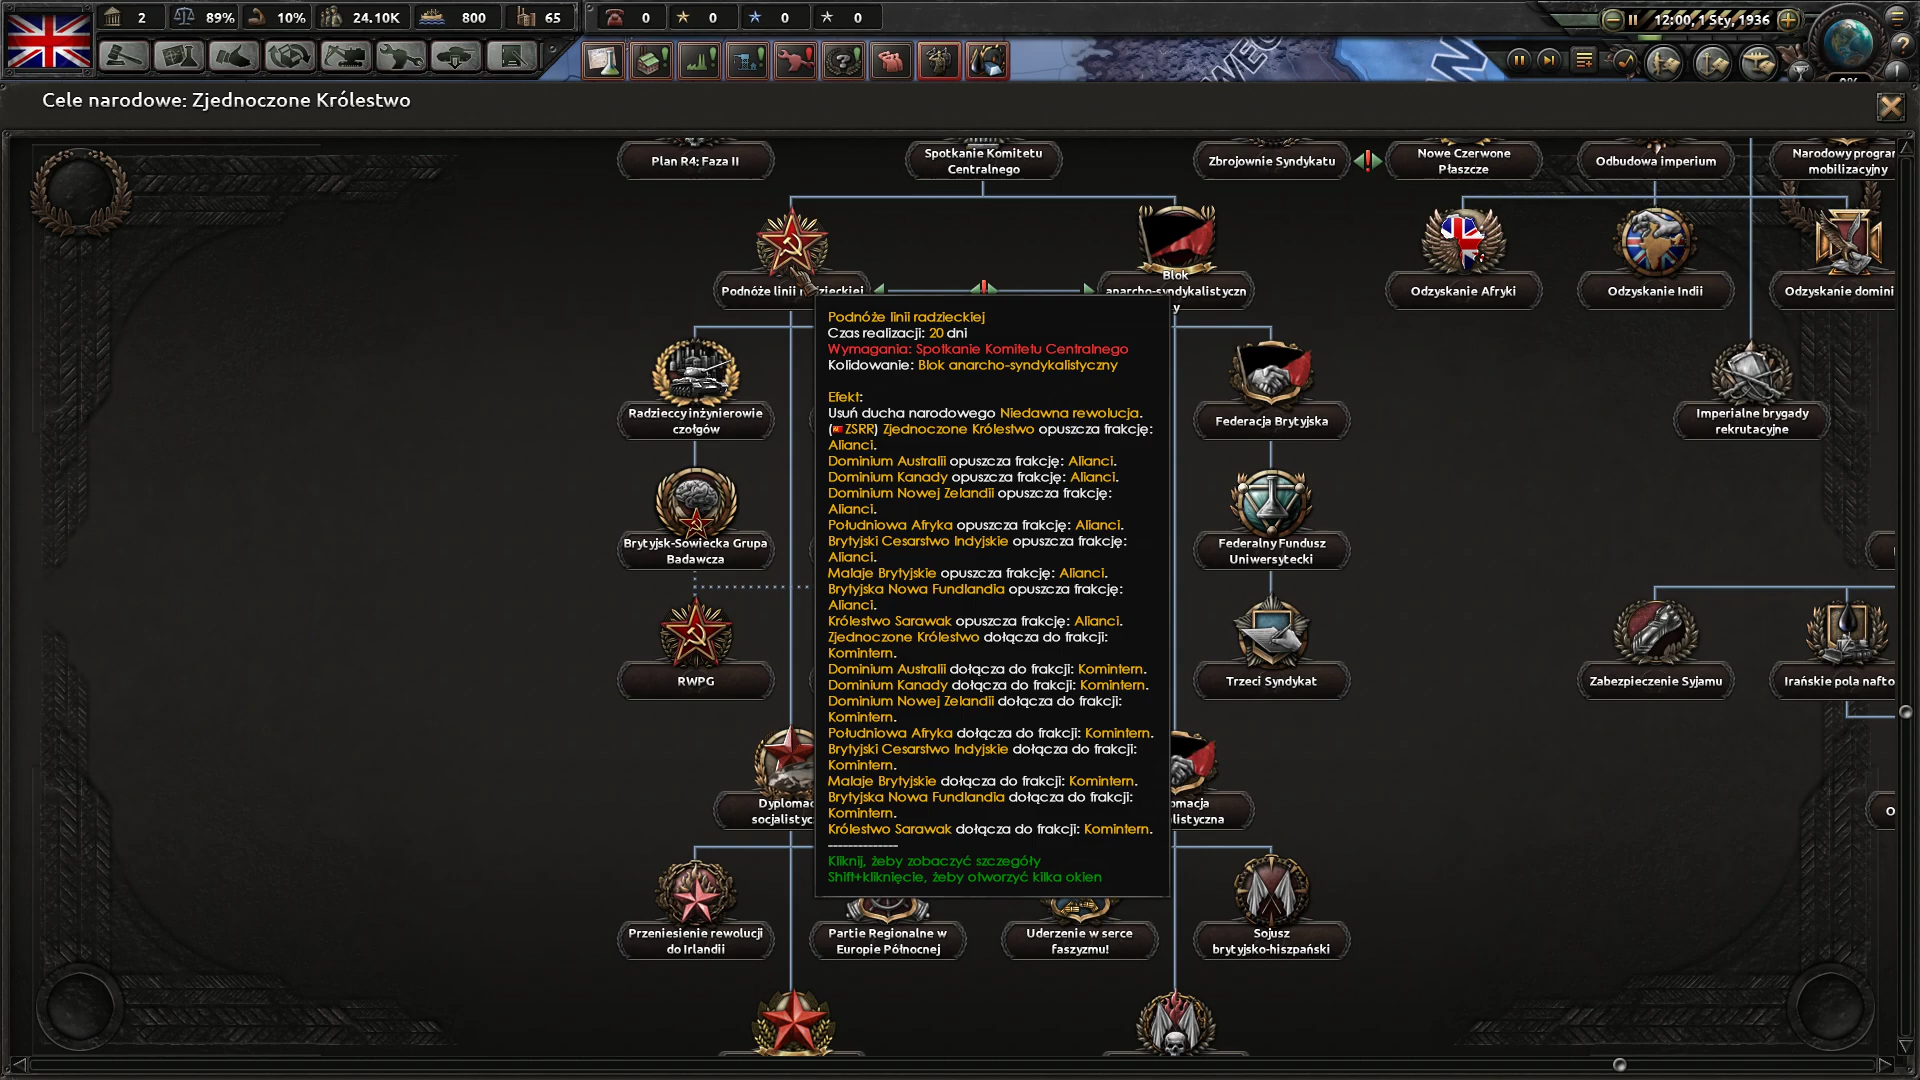 2
89%
10%
24.10K
800
65
0
0
0
0
12:00, 1 Sty, 1936
Cele narodowe: Zjednoczone Królestwo
Plan R4: Faza II
Spotkanie Komitetu
Centralnego
Zbrojownie Syndykatu
Nowe Czerwone
Płaszcze
Odbudowa imperium
Narodowy program
mobilizacyjny
Podnóże linii radzieckiej
Blok
anarcho-syndykalistyczn
y
Odzyskanie Afryki
Odzyskanie Indii
Odzyskanie domini
Podnóże linii radzieckiej
Czas realizacji: 20 dni
Wymagania: Spotkanie Komitetu Centralnego
Kolidowanie: Blok anarcho-syndykalistyczny
Efekt:
Usuń ducha narodowego Niedawna rewolucja.
(ZSRR) Zjednoczone Królestwo opuszcza frakcję:
Alianci.
Dominium Australii opuszcza frakcję: Alianci.
Dominium Kanady opuszcza frakcję: Alianci.
Dominium Nowej Zelandii opuszcza frakcję:
Alianci.
Południowa Afryka opuszcza frakcję: Alianci.
Brytyjski Cesarstwo Indyjskie opuszcza frakcję:
Alianci.
Malaje Brytyjskie opuszcza frakcję: Alianci.
Brytyjska Nowa Fundlandia opuszcza frakcję:
Alianci.
Królestwo Sarawak opuszcza frakcję: Alianci.
Zjednoczone Królestwo dołącza do frakcji:
Komintern.
Dominium Australii dołącza do frakcji: Komintern.
Dominium Kanady dołącza do frakcji: Komintern.
Dominium Nowej Zelandii dołącza do frakcji:
Komintern.
Południowa Afryka dołącza do frakcji: Komintern.
Brytyjski Cesarstwo Indyjskie dołącza do frakcji:
Komintern.
Malaje Brytyjskie dołącza do frakcji: Komintern.
Brytyjska Nowa Fundlandia dołącza do frakcji:
Komintern.
Królestwo Sarawak dołącza do frakcji: Komintern.
--------------
Kliknij, żeby zobaczyć szczegóły
Shift+kliknięcie, żeby otworzyć kilka okien
Radzieccy inżynierowie
czołgów
Federacja Brytyjska
Imperialne brygady
rekrutacyjne
Brytyjsk-Sowiecka Grupa
Badawcza
Federalny Fundusz
Uniwersytecki
RWPG
Trzeci Syndykat
Zabezpieczenie Syjamu
Irańskie pola nafto
Dyplomac
socjalistyc
omacja
listyczna
O
Przeniesienie rewolucji
do Irlandii
Partie Regionalne w
Europie Północnej
Uderzenie w serce
faszyzmu!
Sojusz
brytyjsko-hiszpański